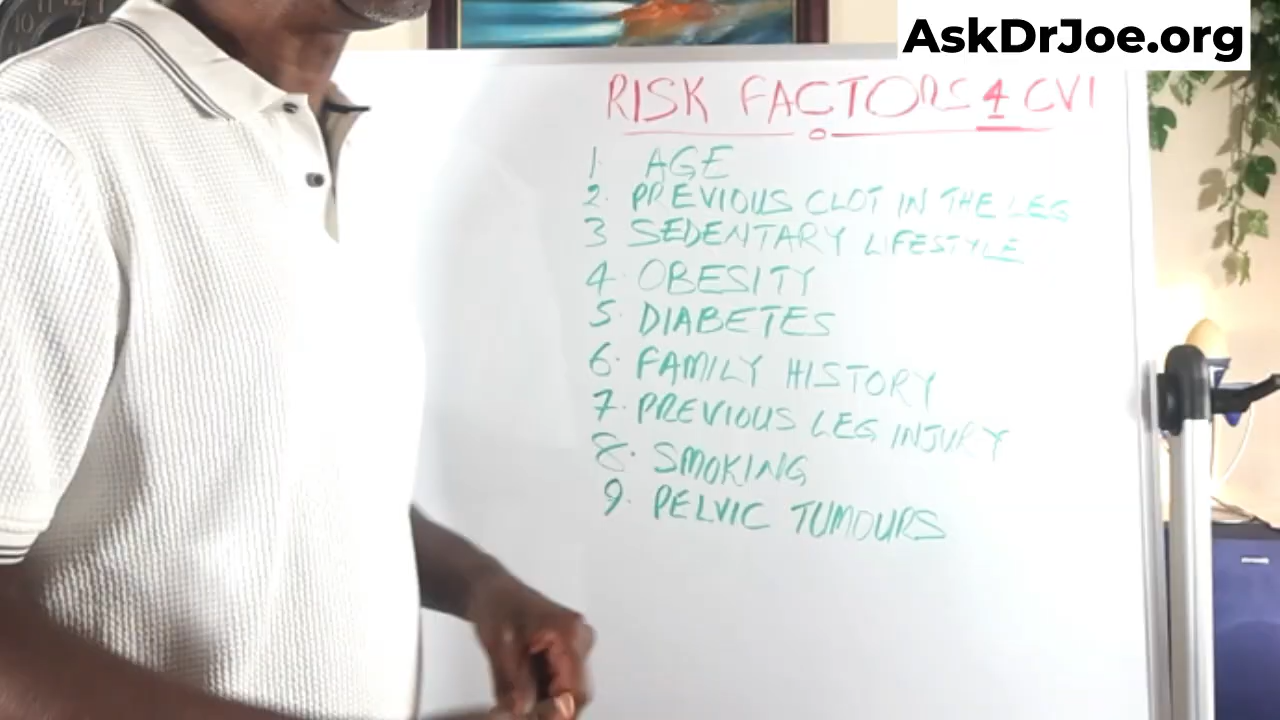 AskDrJoe.org
RISK FACTORS 4 CVI
1. AGE
2. PREVIOUS CLOT IN THE LEG
3 SEDENTARY LIFESTYLE
4. OBESITY
5. DIABETES
6. FAMILY HISTORY
7. PREVIOUS LEG INJURY
8. SMOKING
9. PELVIC TUMOURS